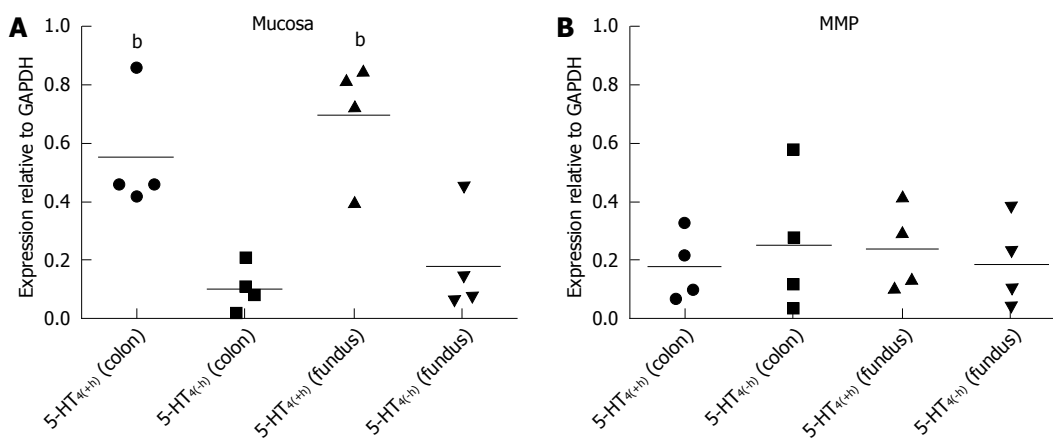 A
Mucosa
Expression relative to GAPDH
1.0
0.8
0.6
0.4
0.2
0.0
b
b
5-HT4(+h) (colon)
5-HT4(-h) (colon)
5-HT4(+h) (fundus)
5-HT4(-h) (fundus)
B
MMP
Expression relative to GAPDH
1.0
0.8
0.6
0.4
0.2
0.0
5-HT4(+h) (colon)
5-HT4(-h) (colon)
5-HT4(+h) (fundus)
5-HT4(-h) (fundus)